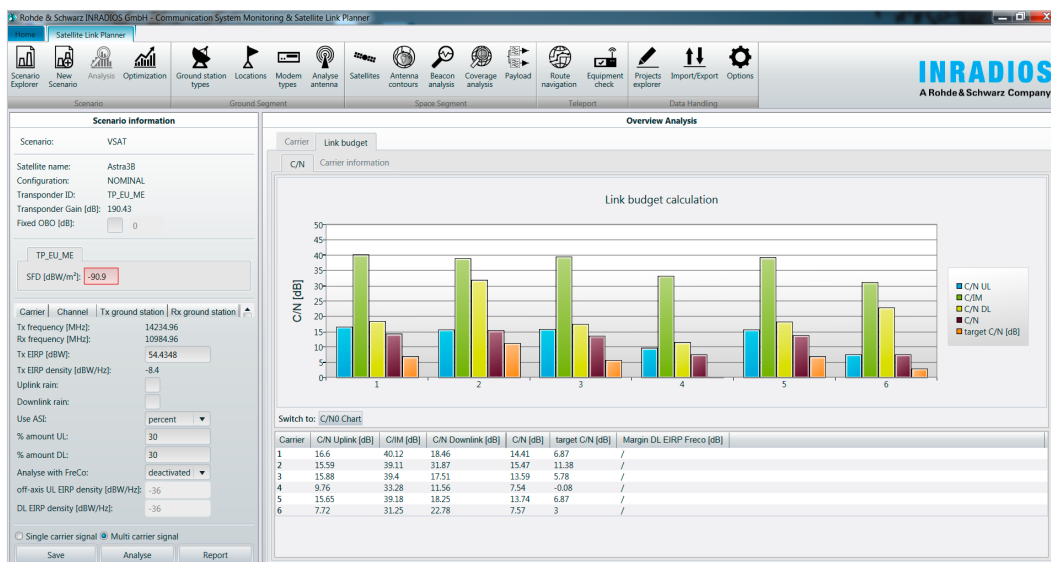 Rohde & Schwarz INRADIOS GmbH - Communication System Monitoring & Satellite Link Planner
Home Satellite Link Planner
Scenario Explorer New Scenario Analysis Optimization Ground station types Locations Modem types Analyse antenna Satellites Antenna contours Beacon analysis Coverage analysis Payload Route navigation Equipment check Projects explorer Import/Export Options
Scenario Ground Segment Space Segment Teleport Data Handling
INRADIOS
A Rohde & Schwarz Company
Scenario information
Scenario: VSAT
Satellite name: Astra3B
Configuration: NOMINAL
Transponder ID: TP_EU_ME
Transponder Gain [dB]: 190.43
Fixed OBO [dB]: 0
TP_EU_ME
SFD [dBW/m²]: -90.9
Carrier Channel Tx ground station Rx ground station
Tx frequency [MHz]: 14234.96
Rx frequency [MHz]: 10984.96
Tx EIRP [dBW]: 54.4348
Tx EIRP density [dBW/Hz]: -8.4
Uplink rain:
Downlink rain:
Use ASI: percent
% amount UL: 30
% amount DL: 30
Analyse with FreCo: deactivated
off-axis UL EIRP density [dBW/Hz]: -36
DL EIRP density [dBW/Hz]: -36
Single carrier signal Multi carrier signal
Save Analyse Report
Overview Analysis
Carrier Link budget
C/N Carrier information
Link budget calculation
C/N [dB]
50
45
40
35
30
25
20
15
10
5
0
1 2 3 4 5 6
C/N UL
C/IM
C/N DL
C/N
target C/N [dB]
Switch to: C/N0 Chart
Carrier C/N Uplink [dB] C/IM [dB] C/N Downlink [dB] C/N [dB] target C/N [dB] Margin DL EIRP Freco [dB]
1 16.6 40.12 18.46 14.41 6.87 /
2 15.59 39.11 31.87 15.47 11.38 /
3 15.88 39.4 17.51 13.59 5.78 /
4 9.76 33.28 11.56 7.54 -0.08 /
5 15.65 39.18 18.25 13.74 6.87 /
6 7.72 31.25 22.78 7.57 3 /